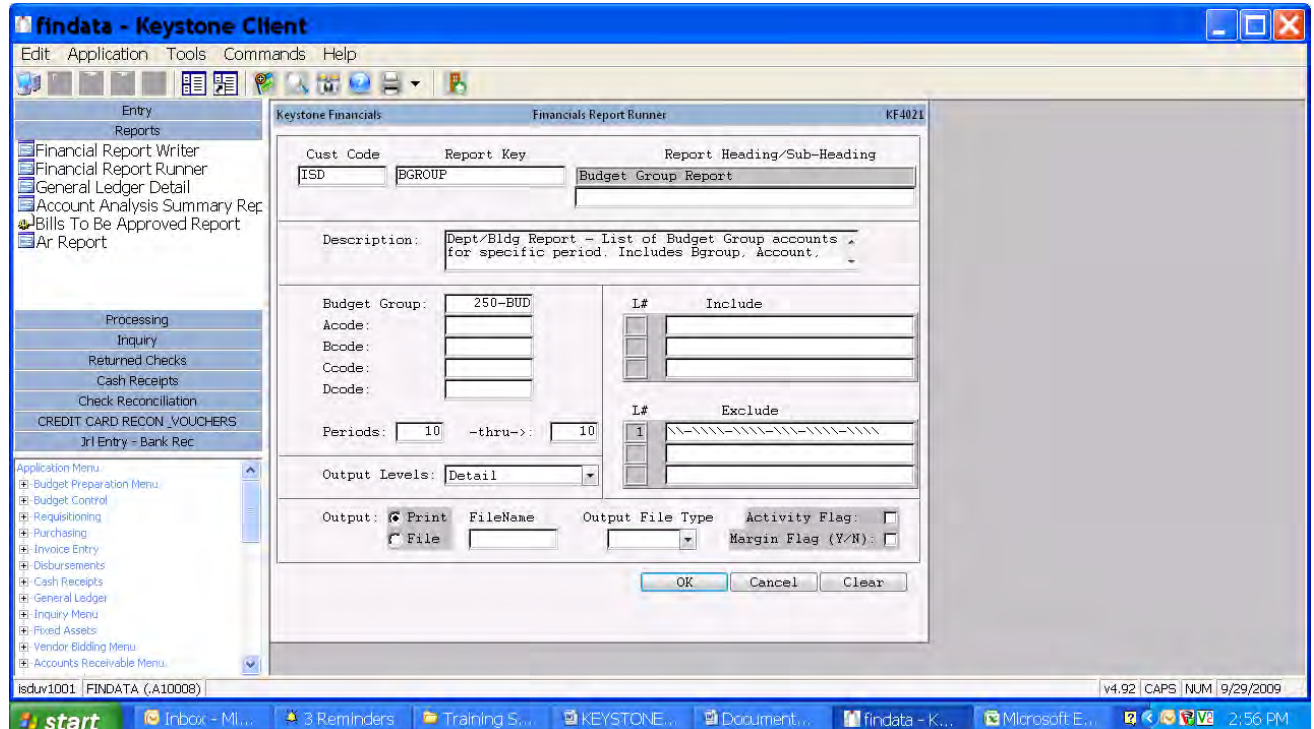 findata - Keystone Client
Edit Application Tools Commands Help
Entry
Reports
Financial Report Writer
Financial Report Runner
General Ledger Detail
Account Analysis Summary Rep
Bills To Be Approved Report
Ar Report
Processing
Inquiry
Returned Checks
Cash Receipts
Check Reconciliation
CREDIT CARD RECON _VOUCHERS
Jrl Entry - Bank Rec
Application Menu
Budget Preparation Menu
Budget Control
Requisitioning
Purchasing
Invoice Entry
Disbursements
Cash Receipts
General Ledger
Inquiry Menu
Fixed Assets
Vendor Bidding Menu
Accounts Receivable Menu
Keystone Financials Financials Report Runner KF4021
Cust Code Report Key Report Heading/Sub-Heading
ISD BGROUP Budget Group Report
Description: Dept/Bldg Report - List of Budget Group accounts
for specific period. Includes Bgroup, Account,
Budget Group: 250-BUD
Acode:
Bcode:
Ccode:
Dcode:
Periods: 10 -thru->: 10
Output Levels: Detail
L# Include
L# Exclude
1 \\-\\\\-\\\\-\\\-\\\\-\\\\
Output: Print FileName Output File Type Activity Flag:
File Margin Flag (Y/N):
OK Cancel Clear
isduv1001 FINDATA (.A10008) v4.92 CAPS NUM 9/29/2009
start Inbox - Mi... 3 Reminders Training S... KEYSTONE... Document... findata - K... Microsoft E... 2:56 PM